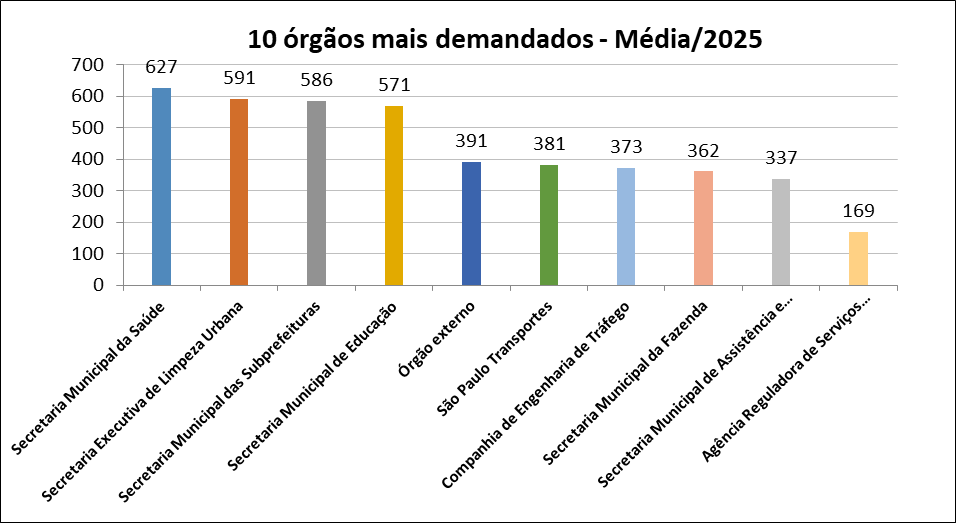 10 órgãos mais demandados - Média/2025
700
600
500
400
300
200
100
0
627
591
586
571
391
381
373
362
337
169
Secretaria Municipal da Saúde
Secretaria Executiva de Limpeza Urbana
Secretaria Municipal das Subprefeituras
Secretaria Municipal de Educação
Órgão externo
São Paulo Transportes
Companhia de Engenharia de Tráfego
Secretaria Municipal da Fazenda
Secretaria Municipal de Assistência e...
Agência Reguladora de Serviços...